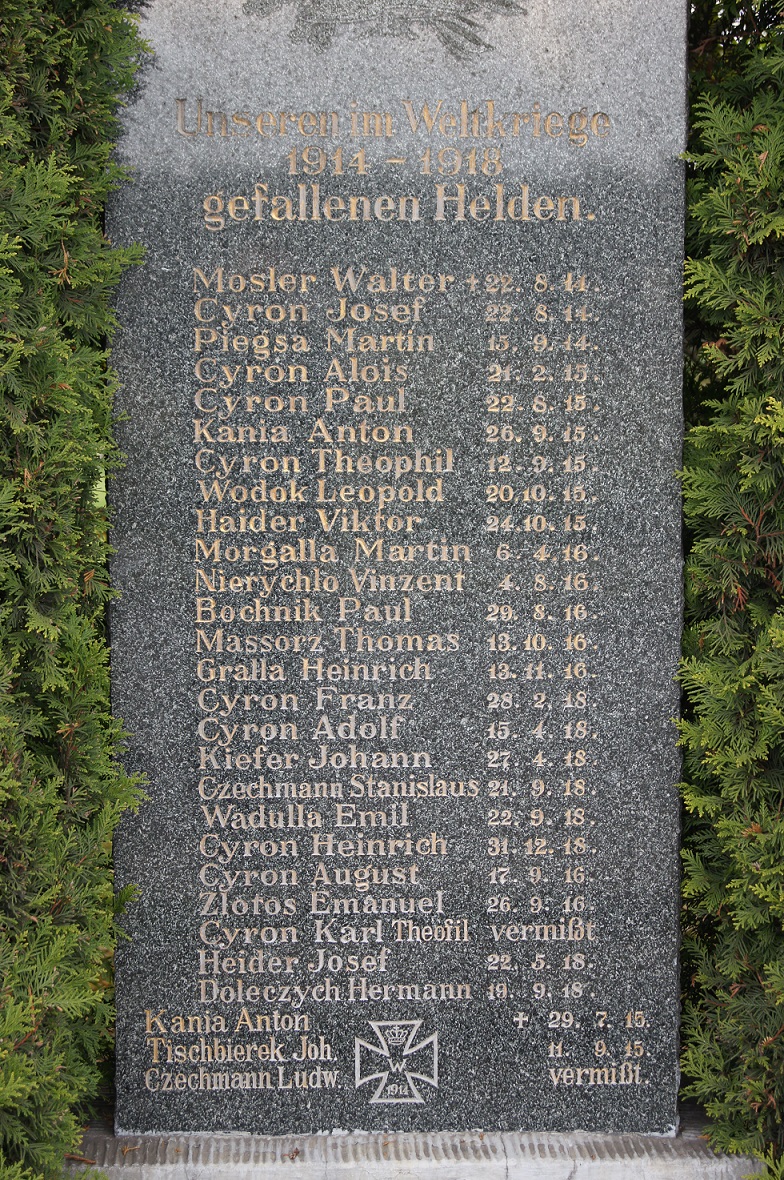 Unseren im Weltkriege
1914 – 1918
gefallenen Helden.
Mosler Walter + 22. 8. 14.
Cyron Josef 22. 8. 14.
Piegsa Martin 15. 9. 14.
Cyron Alois 21. 2. 15.
Cyron Paul 22. 8. 15.
Kania Anton 26. 9. 15.
Cyron Theophil 12. 9. 15.
Wodok Leopold 20. 10. 15.
Haider Viktor 24. 10. 15.
Morgalla Martin 6. 4. 16.
Nierychlo Vinzent 4. 8. 16.
Bochnik Paul 29. 8. 16.
Massorz Thomas 13. 10. 16.
Gralla Heinrich 13. 11. 16.
Cyron Franz 28. 2. 18.
Cyron Adolf 15. 4. 18.
Kiefer Johann 27. 4. 18.
Czechmann Stanislaus 21. 9. 18.
Wadulla Emil 22. 9. 18.
Cyron Heinrich 31. 12. 18.
Cyron August 17. 9. 16.
Zlotos Emanuel 26. 9. 16.
Cyron Karl Theofil vermißt
Heider Josef 22. 5. 18.
Doleczych Hermann 19. 9. 18.
Kania Anton + 29. 7. 15.
Tischbierek Joh. 11. 9. 15.
Czechmann Ludw. vermißt.
W
1914